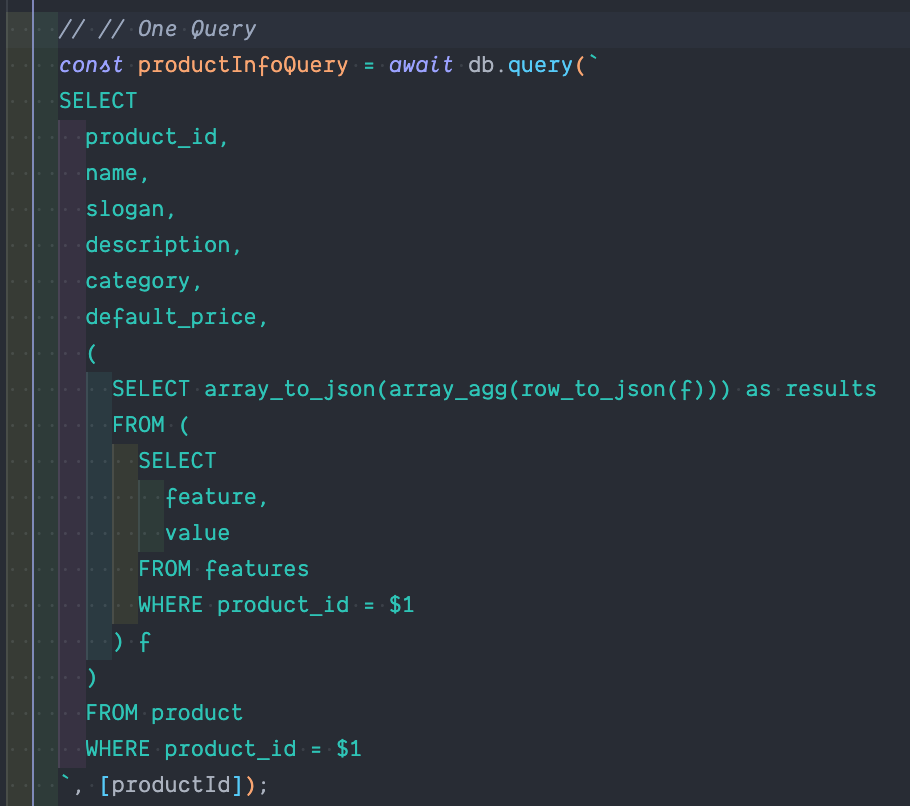 // // One Query
const productInfoQuery = await db.query(`
SELECT
product_id,
name,
slogan,
description,
category,
default_price,
(
SELECT array_to_json(array_agg(row_to_json(f))) as results
FROM (
SELECT
feature,
value
FROM features
WHERE product_id = $1
) f
)
FROM product
WHERE product_id = $1
`, [productId]);